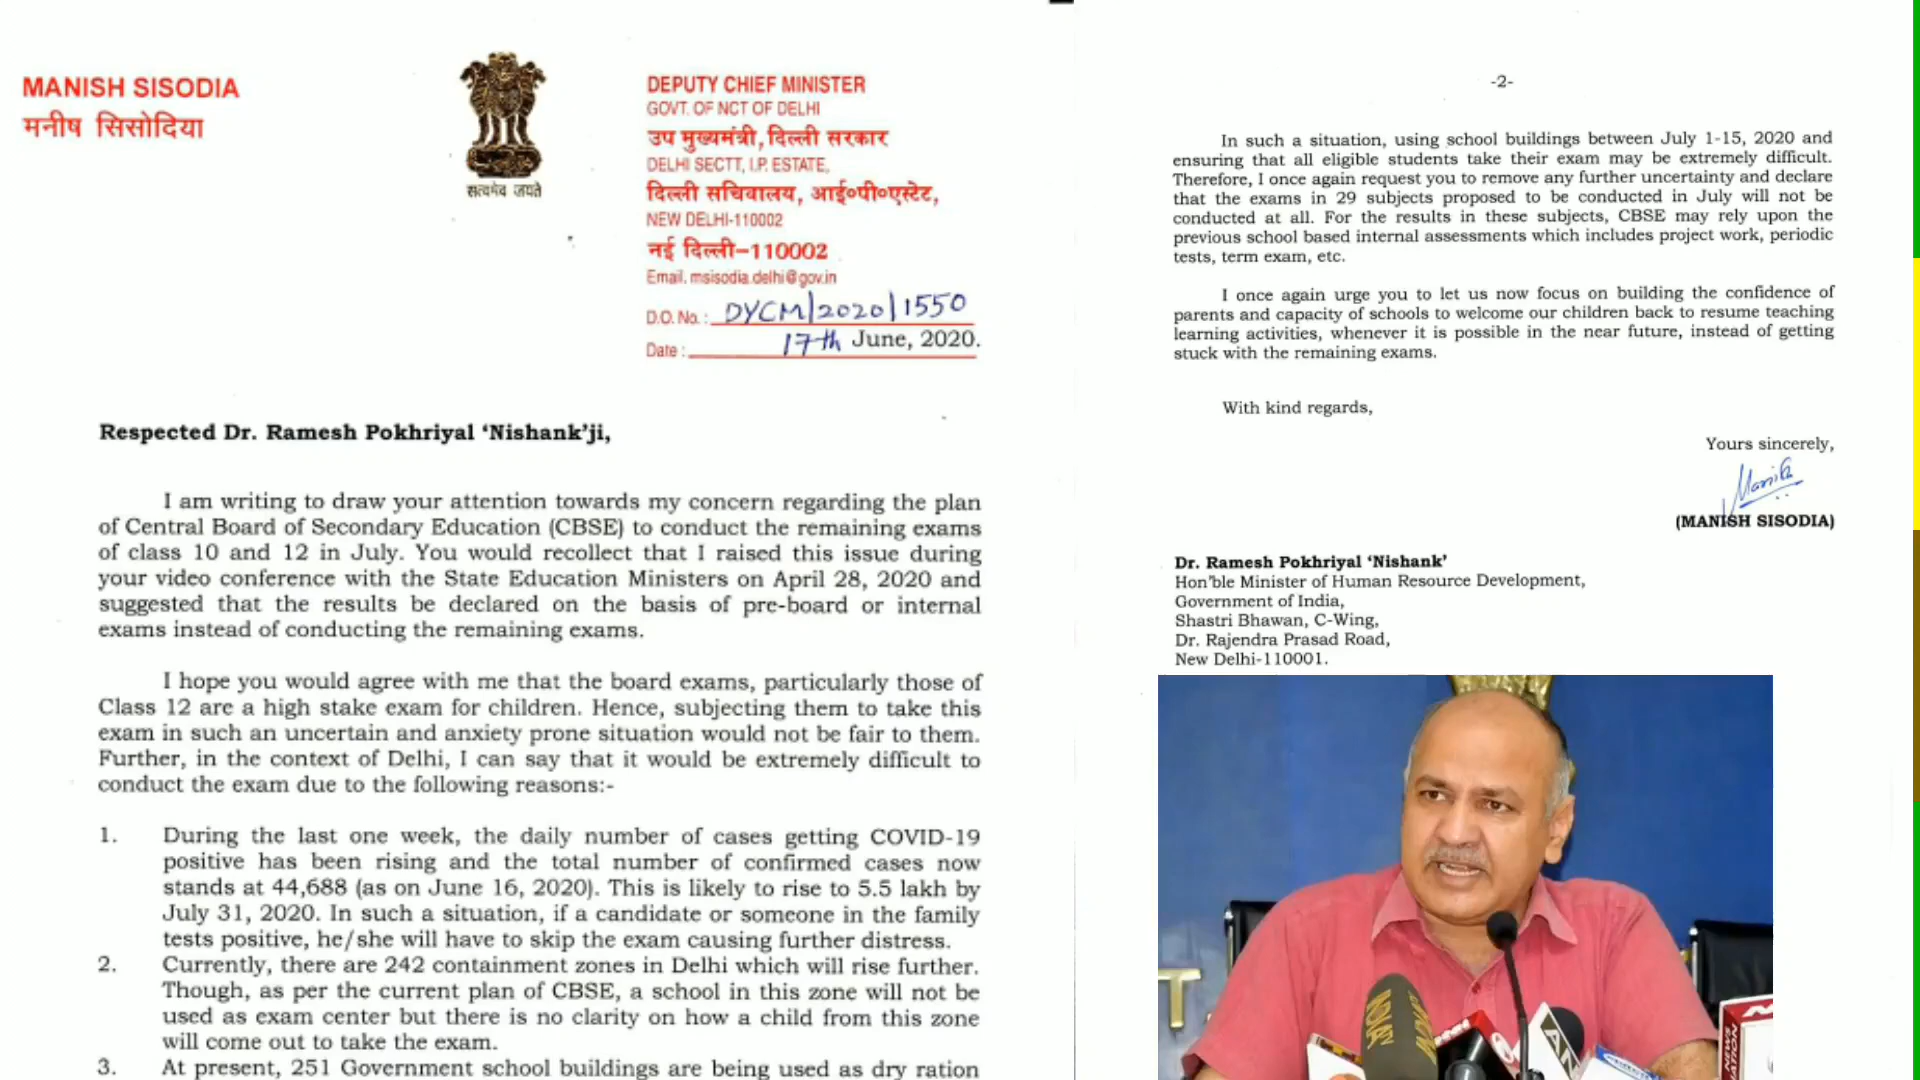 MANISH SISODIA
मनीष सिसोदिया
सत्यमेव जयते
DEPUTY CHIEF MINISTER
GOVT. OF NCT OF DELHI
उप मुख्यमंत्री, दिल्ली सरकार
DELHI SECTT, I.P. ESTATE,
दिल्ली सचिवालय, आई०पी०एस्टेट,
NEW DELHI-110002
नई दिल्ली-110002
Email. msisodia.delhi@gov.in
D.O. No. : DYCM/2020/1550
Date : 17th June, 2020.
Respected Dr. Ramesh Pokhriyal ‘Nishank’ji,
I am writing to draw your attention towards my concern regarding the plan
of Central Board of Secondary Education (CBSE) to conduct the remaining exams
of class 10 and 12 in July. You would recollect that I raised this issue during
your video conference with the State Education Ministers on April 28, 2020 and
suggested that the results be declared on the basis of pre-board or internal
exams instead of conducting the remaining exams.
I hope you would agree with me that the board exams, particularly those of
Class 12 are a high stake exam for children. Hence, subjecting them to take this
exam in such an uncertain and anxiety prone situation would not be fair to them.
Further, in the context of Delhi, I can say that it would be extremely difficult to
conduct the exam due to the following reasons:-
1. During the last one week, the daily number of cases getting COVID-19
positive has been rising and the total number of confirmed cases now
stands at 44,688 (as on June 16, 2020). This is likely to rise to 5.5 lakh by
July 31, 2020. In such a situation, if a candidate or someone in the family
tests positive, he/she will have to skip the exam causing further distress.
2. Currently, there are 242 containment zones in Delhi which will rise further.
Though, as per the current plan of CBSE, a school in this zone will not be
used as exam center but there is no clarity on how a child from this zone
will come out to take the exam.
3. At present, 251 Government school buildings are being used as dry ration
-2-
In such a situation, using school buildings between July 1-15, 2020 and
ensuring that all eligible students take their exam may be extremely difficult.
Therefore, I once again request you to remove any further uncertainty and declare
that the exams in 29 subjects proposed to be conducted in July will not be
conducted at all. For the results in these subjects, CBSE may rely upon the
previous school based internal assessments which includes project work, periodic
tests, term exam, etc.
I once again urge you to let us now focus on building the confidence of
parents and capacity of schools to welcome our children back to resume teaching
learning activities, whenever it is possible in the near future, instead of getting
stuck with the remaining exams.
With kind regards,
Yours sincerely,
Manish
(MANISH SISODIA)
Dr. Ramesh Pokhriyal ‘Nishank’
Hon’ble Minister of Human Resource Development,
Government of India,
Shastri Bhawan, C-Wing,
Dr. Rajendra Prasad Road,
New Delhi-110001.
T
INDIA
NEWS
AN
NEWS
NATION